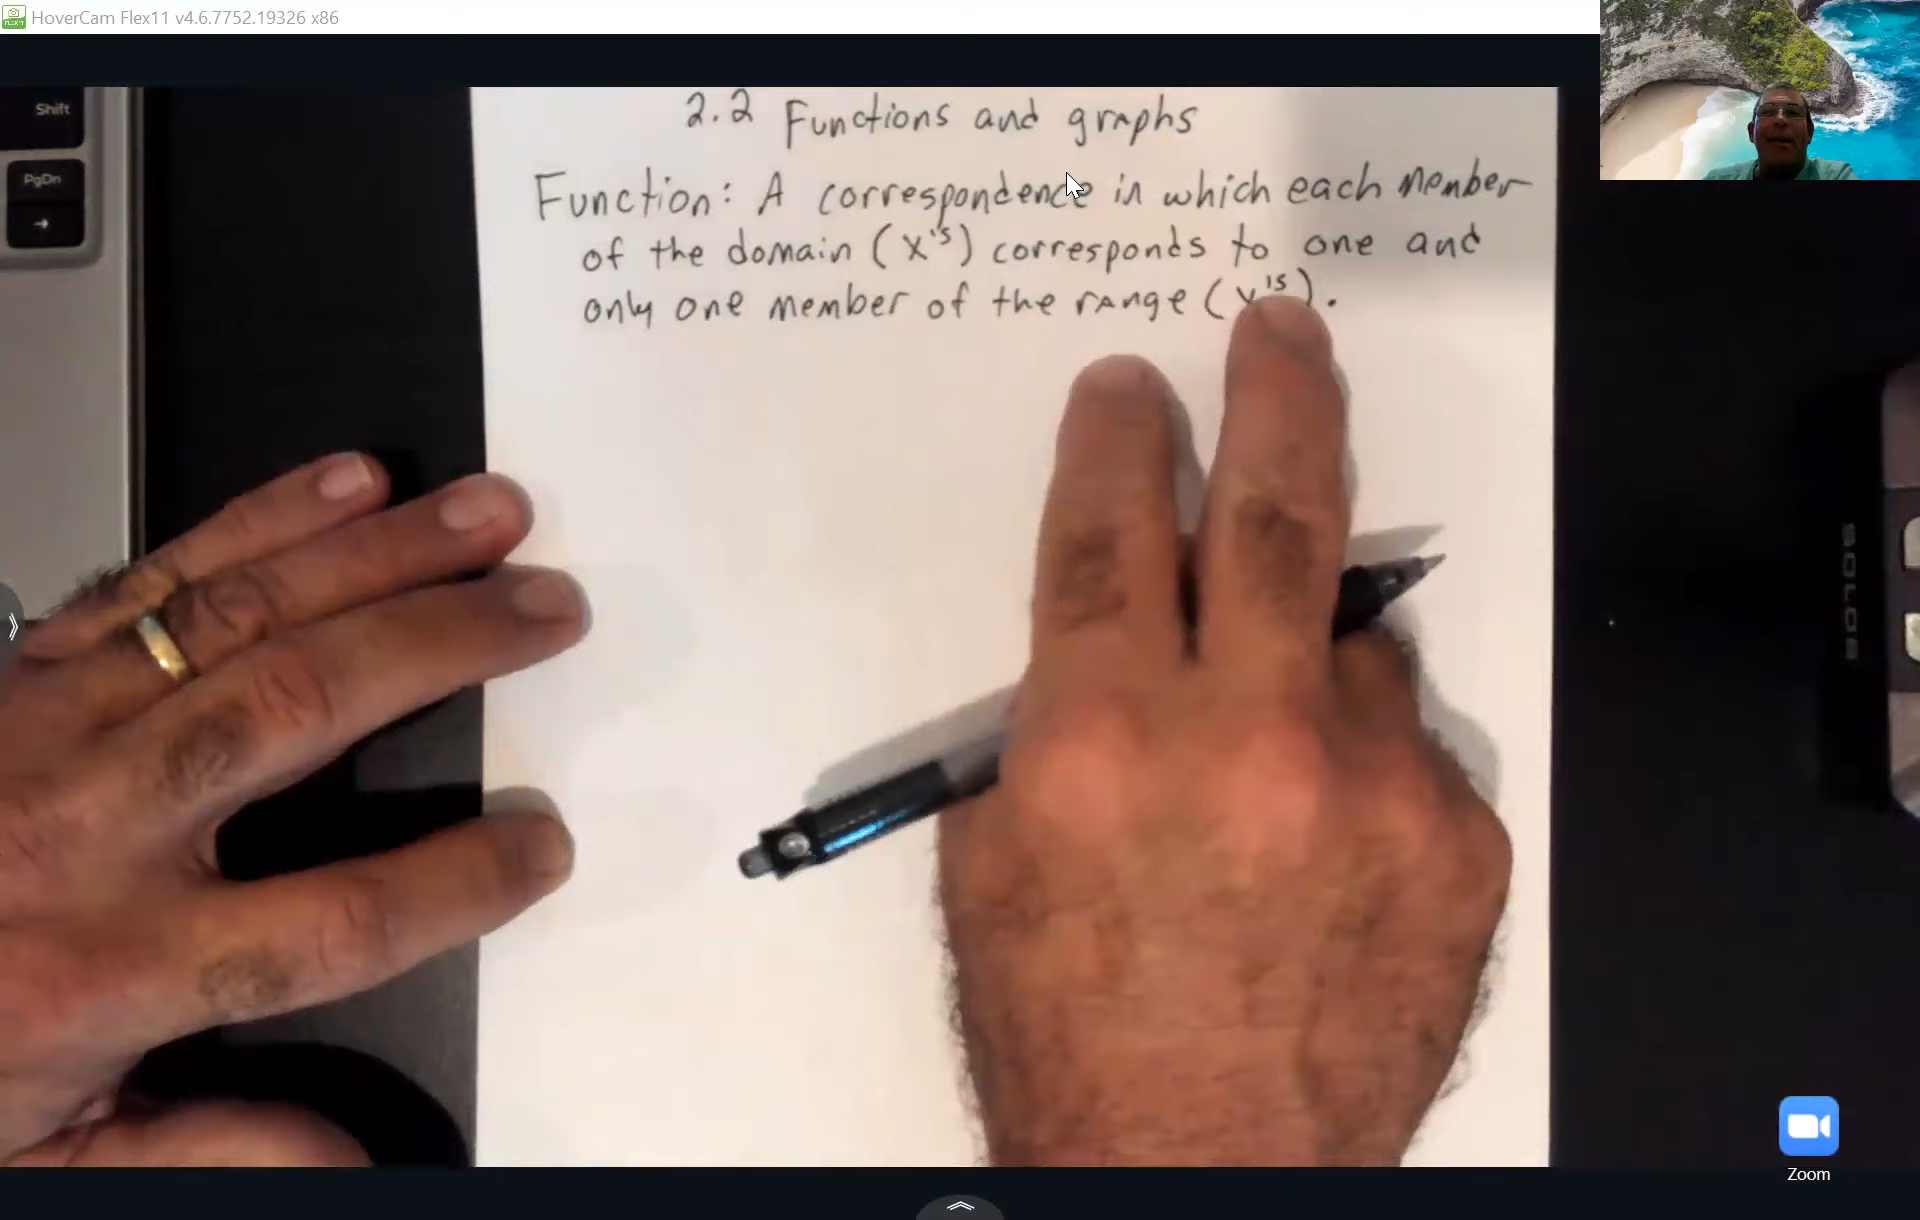 HoverCam Flex11 v4.6.7752.19326 x86
2.2 Functions and graphs
Function: A correspondence in which each member
of the domain (x's) corresponds to one and
only one member of the range (y's).
Shift
PgDn
SOLOS
Zoom